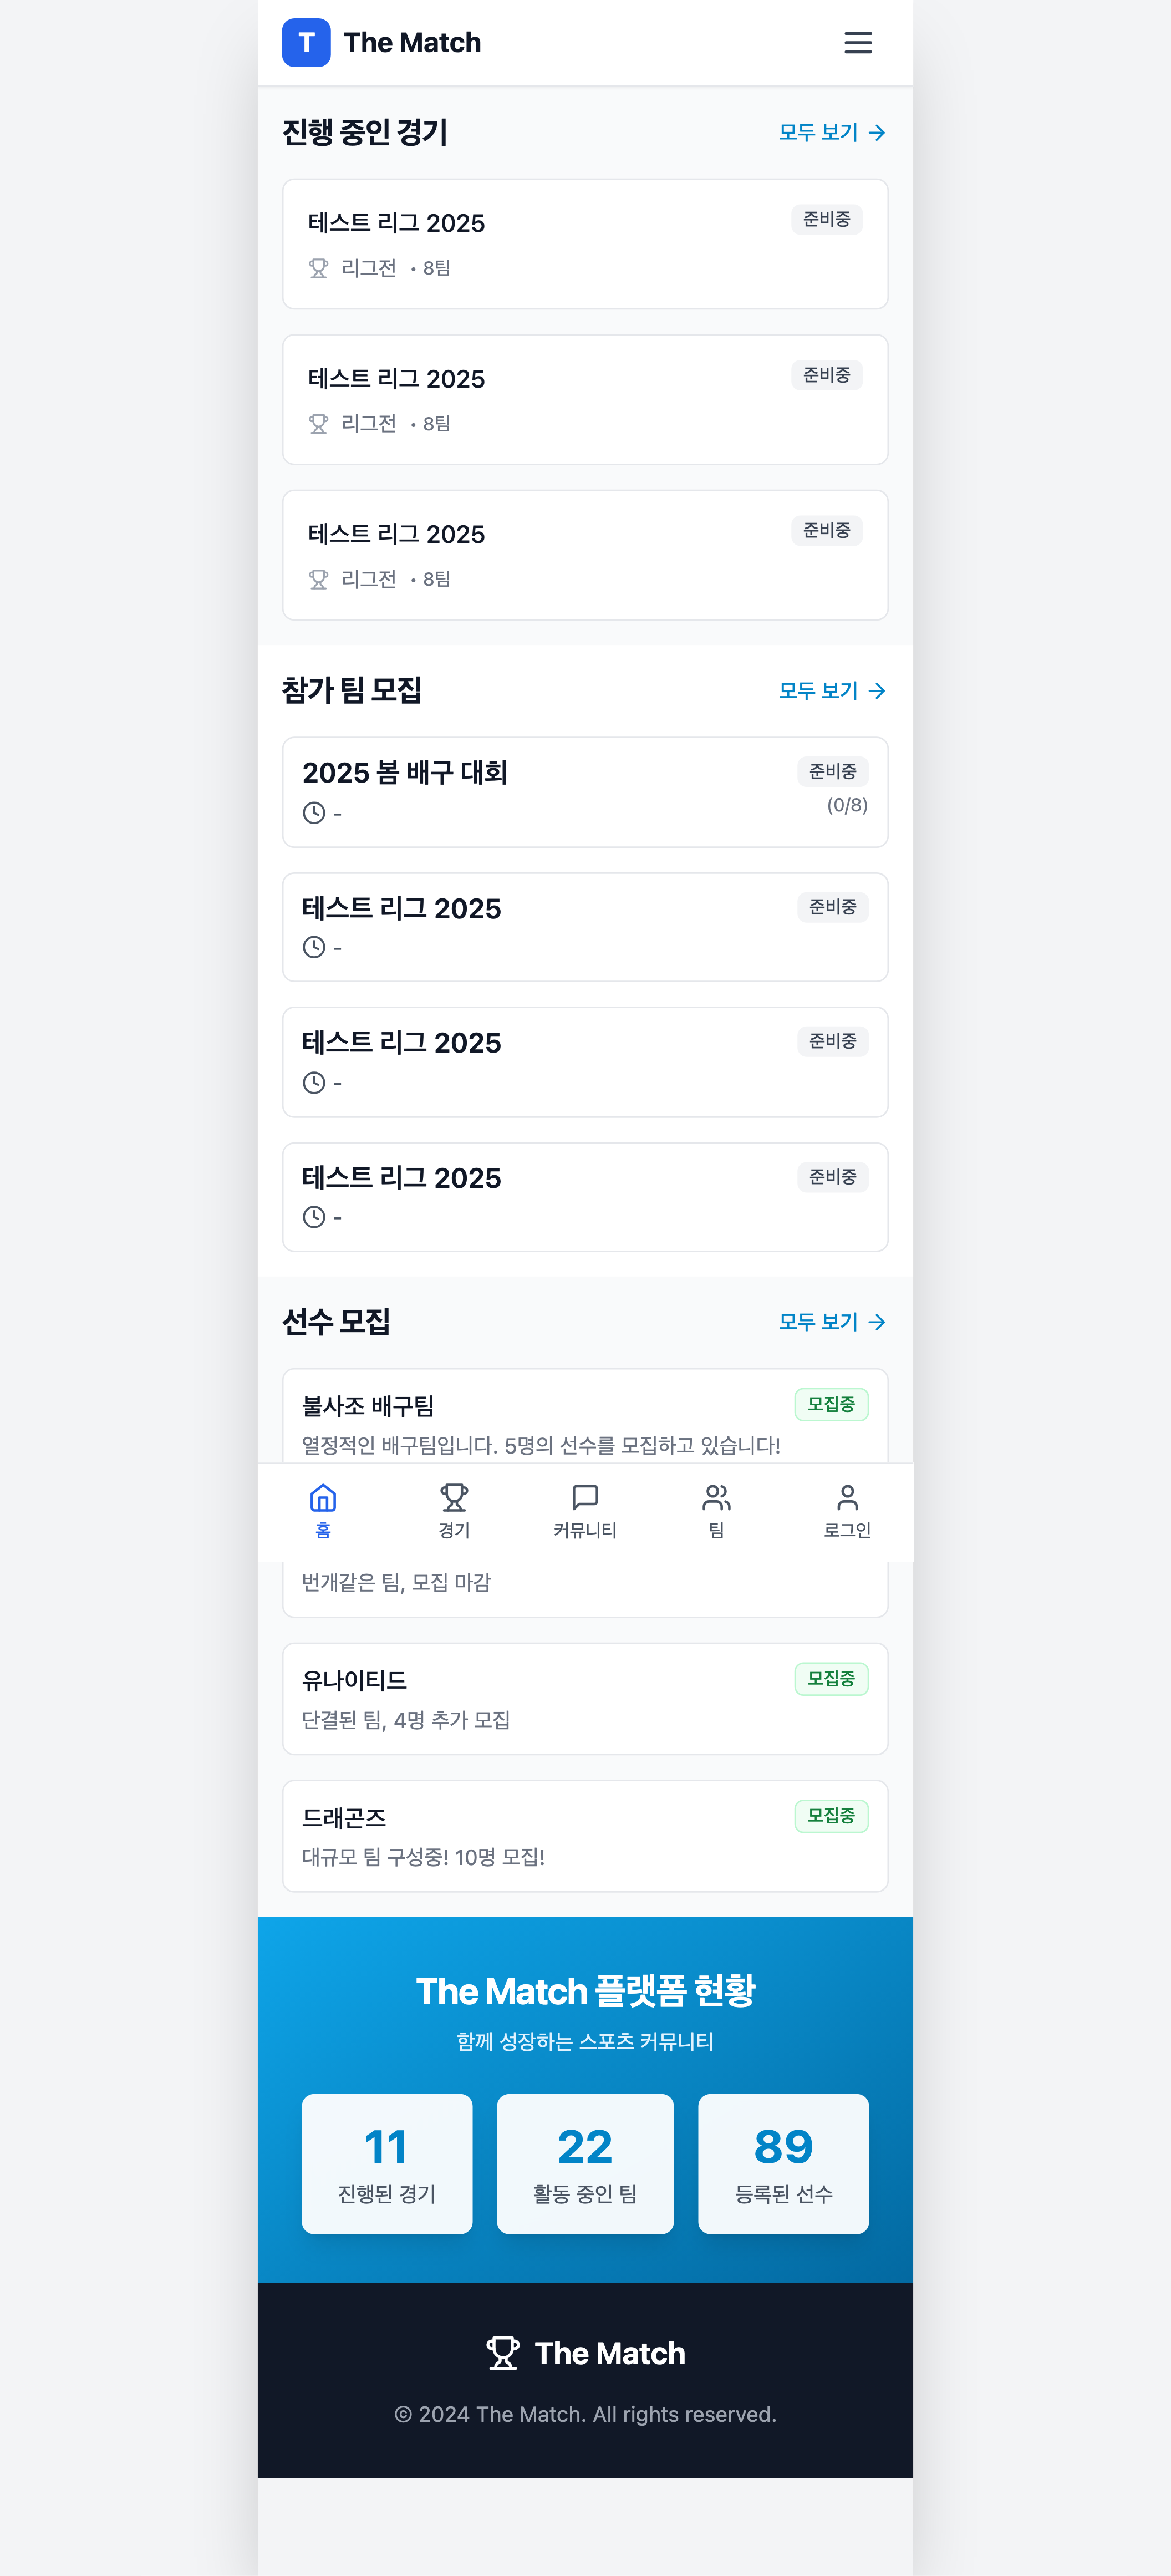 T The Match
진행 중인 경기 모두 보기 →
테스트 리그 2025 준비중
리그전 • 8팀
테스트 리그 2025 준비중
리그전 • 8팀
테스트 리그 2025 준비중
리그전 • 8팀
참가 팀 모집 모두 보기 →
2025 봄 배구 대회 준비중
- (0/8)
테스트 리그 2025 준비중
-
테스트 리그 2025 준비중
-
테스트 리그 2025 준비중
-
선수 모집 모두 보기 →
불사조 배구팀 모집중
열정적인 배구팀입니다. 5명의 선수를 모집하고 있습니다!
홈 경기 커뮤니티 팀 로그인
번개같은 팀, 모집 마감
유나이티드 모집중
단결된 팀, 4명 추가 모집
드래곤즈 모집중
대규모 팀 구성중! 10명 모집!
The Match 플랫폼 현황
함께 성장하는 스포츠 커뮤니티
11 22 89
진행된 경기 활동 중인 팀 등록된 선수
The Match
© 2024 The Match. All rights reserved.